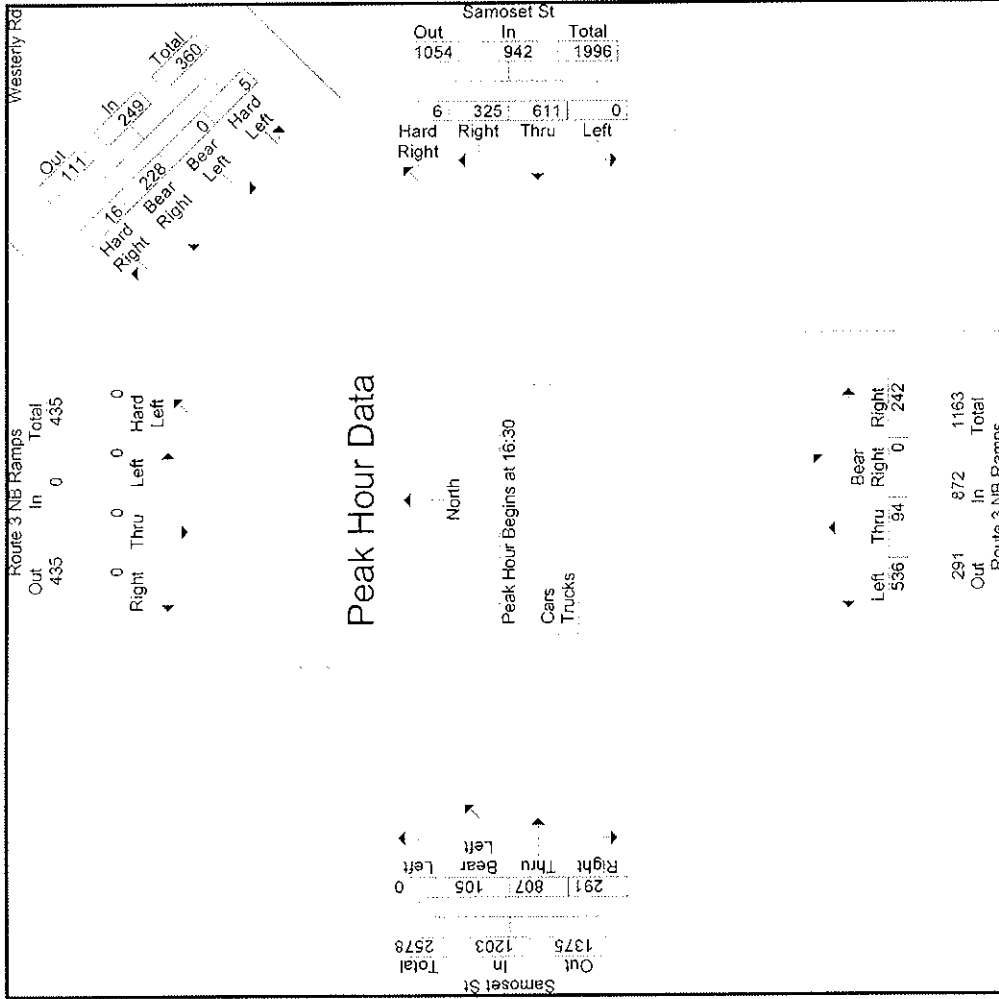 Westerly Rd
Out In Total
111 249 360
16 228 0 5
Hard Bear Bear Hard
Right Right Left Left
Samoset St
Out In Total
1054 942 1996
6 325 611 0
Hard Right Thru Left
Right
Route 3 NB Ramps
Out In Total
435 0 435
0 0 0 0
Right Thru Left Hard
Left
Peak Hour Data
North
Peak Hour Begins at 16:30
Cars
Trucks
Bear
Left Thru Right Right
536 94 0 242
291 872 1163
Out In Total
Route 3 NB Ramps
Samoset St
Out In Total
1375 1203 2578
291 807 105 0
Right Thru Bear Left
Left